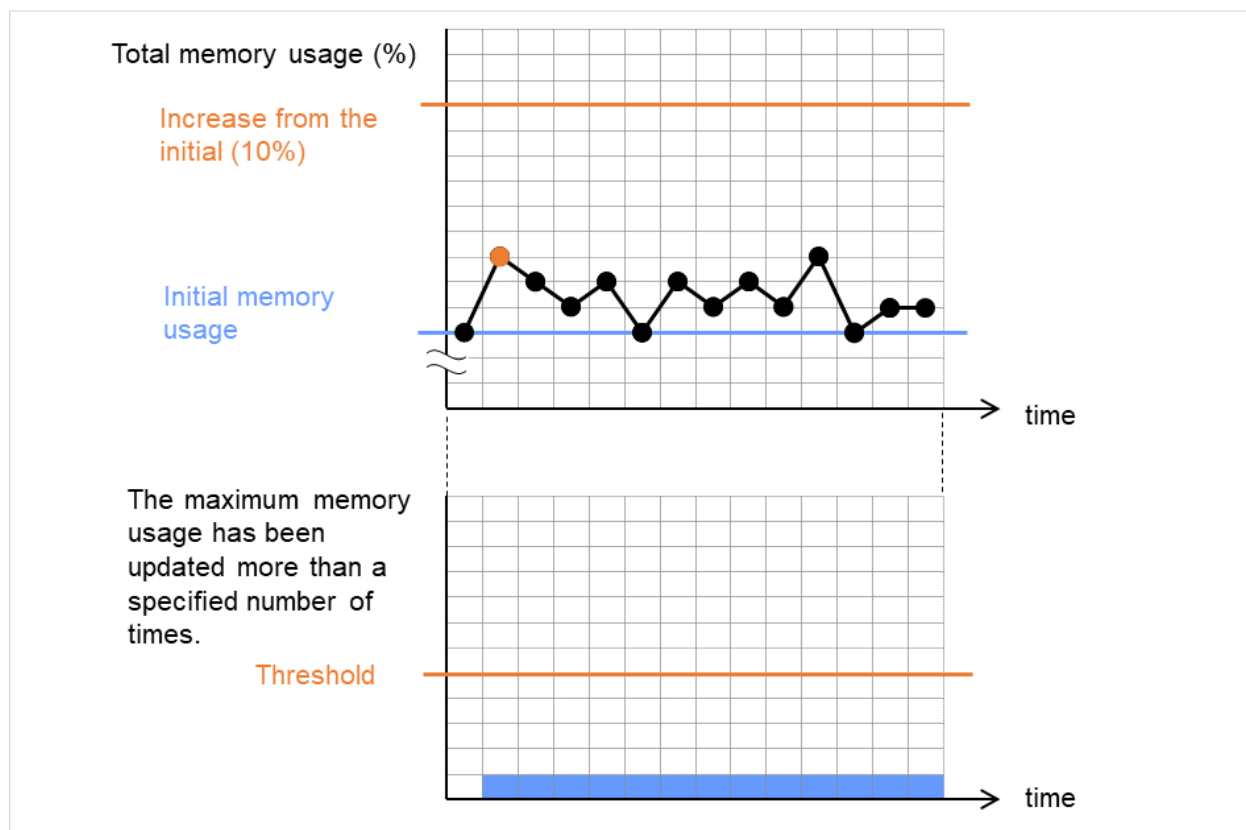 Total memory usage (%)
Increase from the
initial (10%)
Initial memory
usage
time
The maximum memory
usage has been
updated more than a
specified number of
times.
Threshold
time